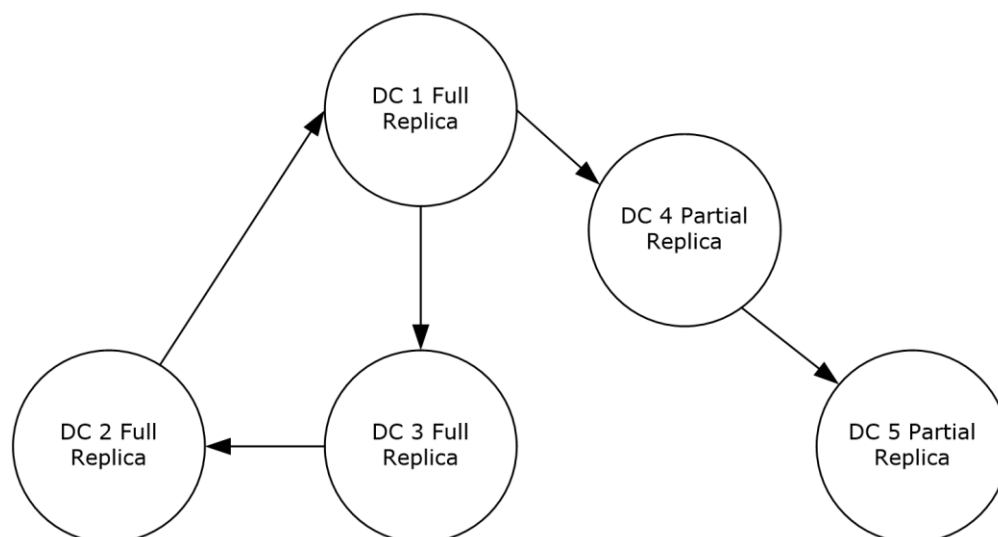 DC 1 Full
Replica
DC 4 Partial
Replica
DC 2 Full
Replica
DC 3 Full
Replica
DC 5 Partial
Replica